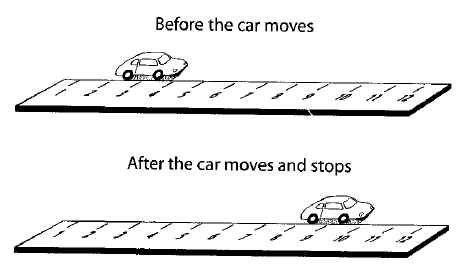 Before the car moves
1 2 3 4 5 6 7 8 9 10 11 12
After the car moves and stops
1 2 3 4 5 6 7 8 9 10 11 12